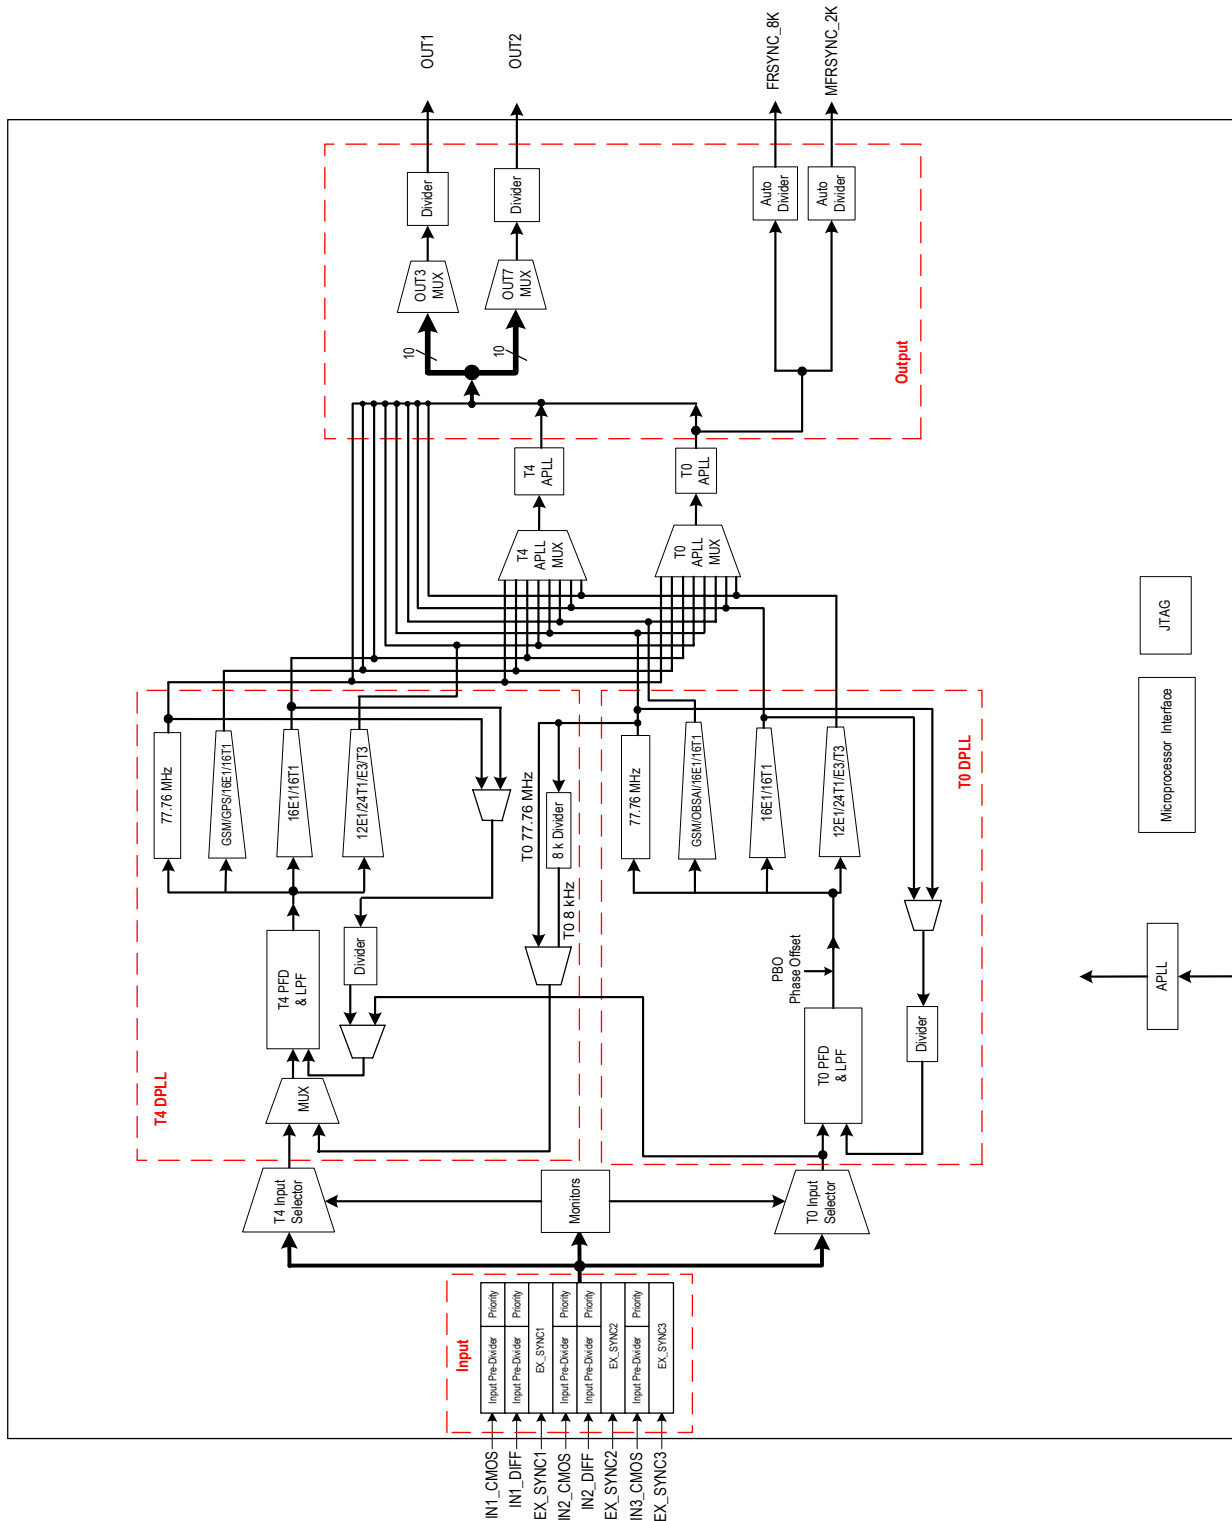 Input
IN1_CMOS
IN1_DIFF
EX_SYNC1
IN2_CMOS
IN2_DIFF
EX_SYNC2
IN3_CMOS
EX_SYNC3
Input Pre-Divider
Priority
Input Pre-Divider
Priority
EX_SYNC1
Input Pre-Divider
Priority
Input Pre-Divider
Priority
EX_SYNC2
Input Pre-Divider
Priority
EX_SYNC3
T4 Input
Selector
Monitors
T0 Input
Selector
T4 DPLL
MUX
T4 PFD
& LPF
Divider
77.76 MHz
GSM/GPS/16E1/16T1
16E1/16T1
12E1/24T1/E3/T3
T0 77.76 MHz
8 k Divider
T0 8 kHz
T0 DPLL
T0 PFD
& LPF
PBO
Phase Offset
Divider
77.76 MHz
GSM/OBSAI/16E1/16T1
16E1/16T1
12E1/24T1/E3/T3
T4
APLL
MUX
T0
APLL
MUX
T4
APLL
T0
APLL
Output
10
10
OUT3
MUX
OUT7
MUX
Divider
Divider
Auto
Divider
Auto
Divider
OUT1
OUT2
FRSYNC_8K
MFRSYNC_2K
APLL
Microprocessor Interface
JTAG